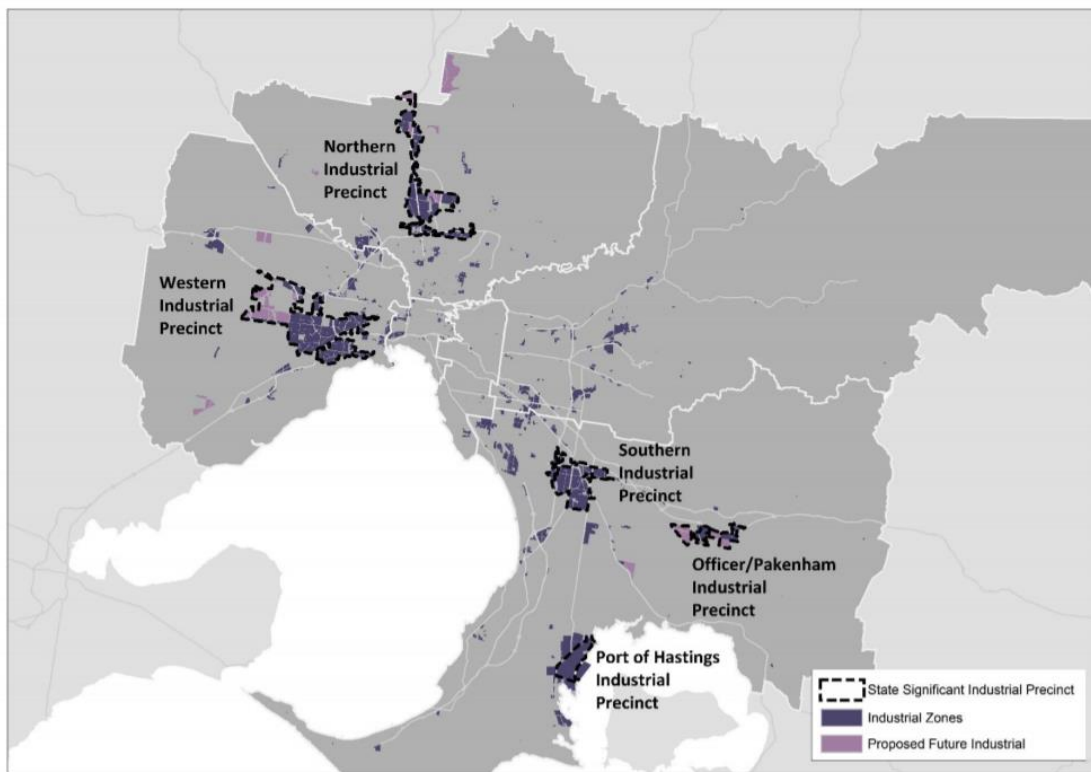 Northern
Industrial
Precinct
Western
Industrial
Precinct
Southern
Industrial
Precinct
Officer/Pakenham
Industrial
Precinct
Port of Hastings
Industrial
Precinct
State Significant Industrial Precinct
Industrial Zones
Proposed Future Industrial